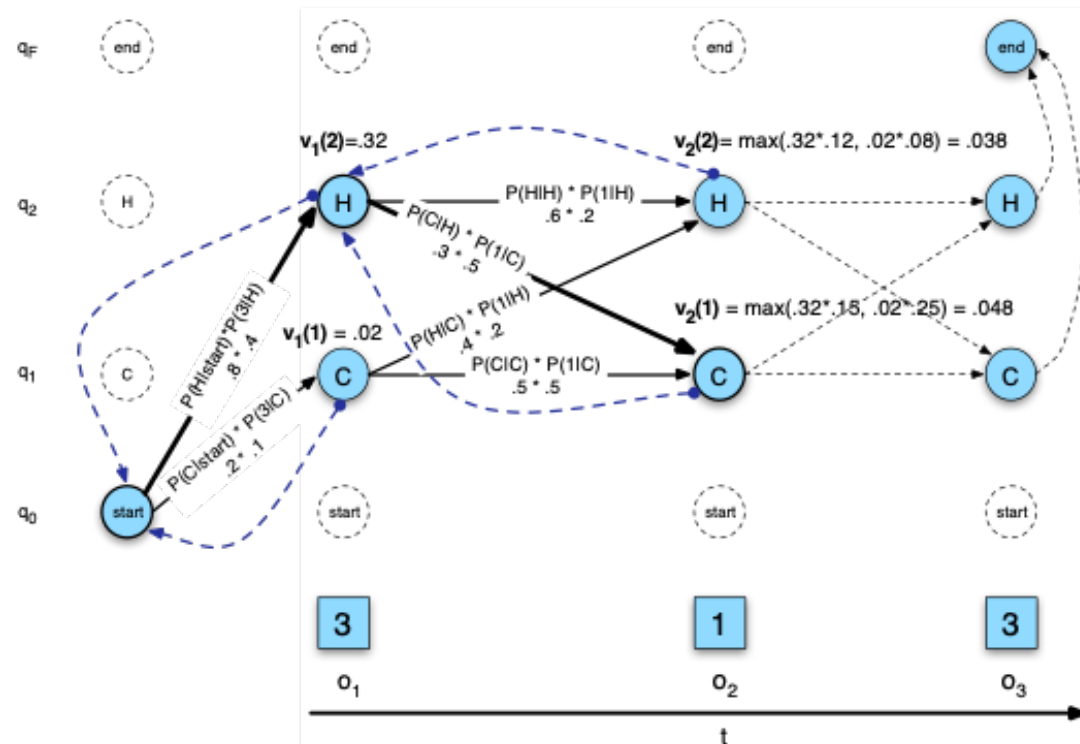 qF end end end end
v1(2)=.32 v2(2)= max(.32*.12, .02*.08) = .038
q2 H H H H
P(H|H) * P(1|H)
.6 * .2
P(C|H) * P(1|C)
.3 * .5
P(H|start)*P(3|H)
.8 * .4
v1(1) = .02 v2(1) = max(.32*.15, .02*.25) = .048
P(H|C) * P(1|H)
.4 * .2
q1 C C C C
P(C|C) * P(1|C)
.5 * .5
P(C|start) * P(3|C)
.2 * .1
q0 start start start start
3 1 3
o1 o2 o3
t